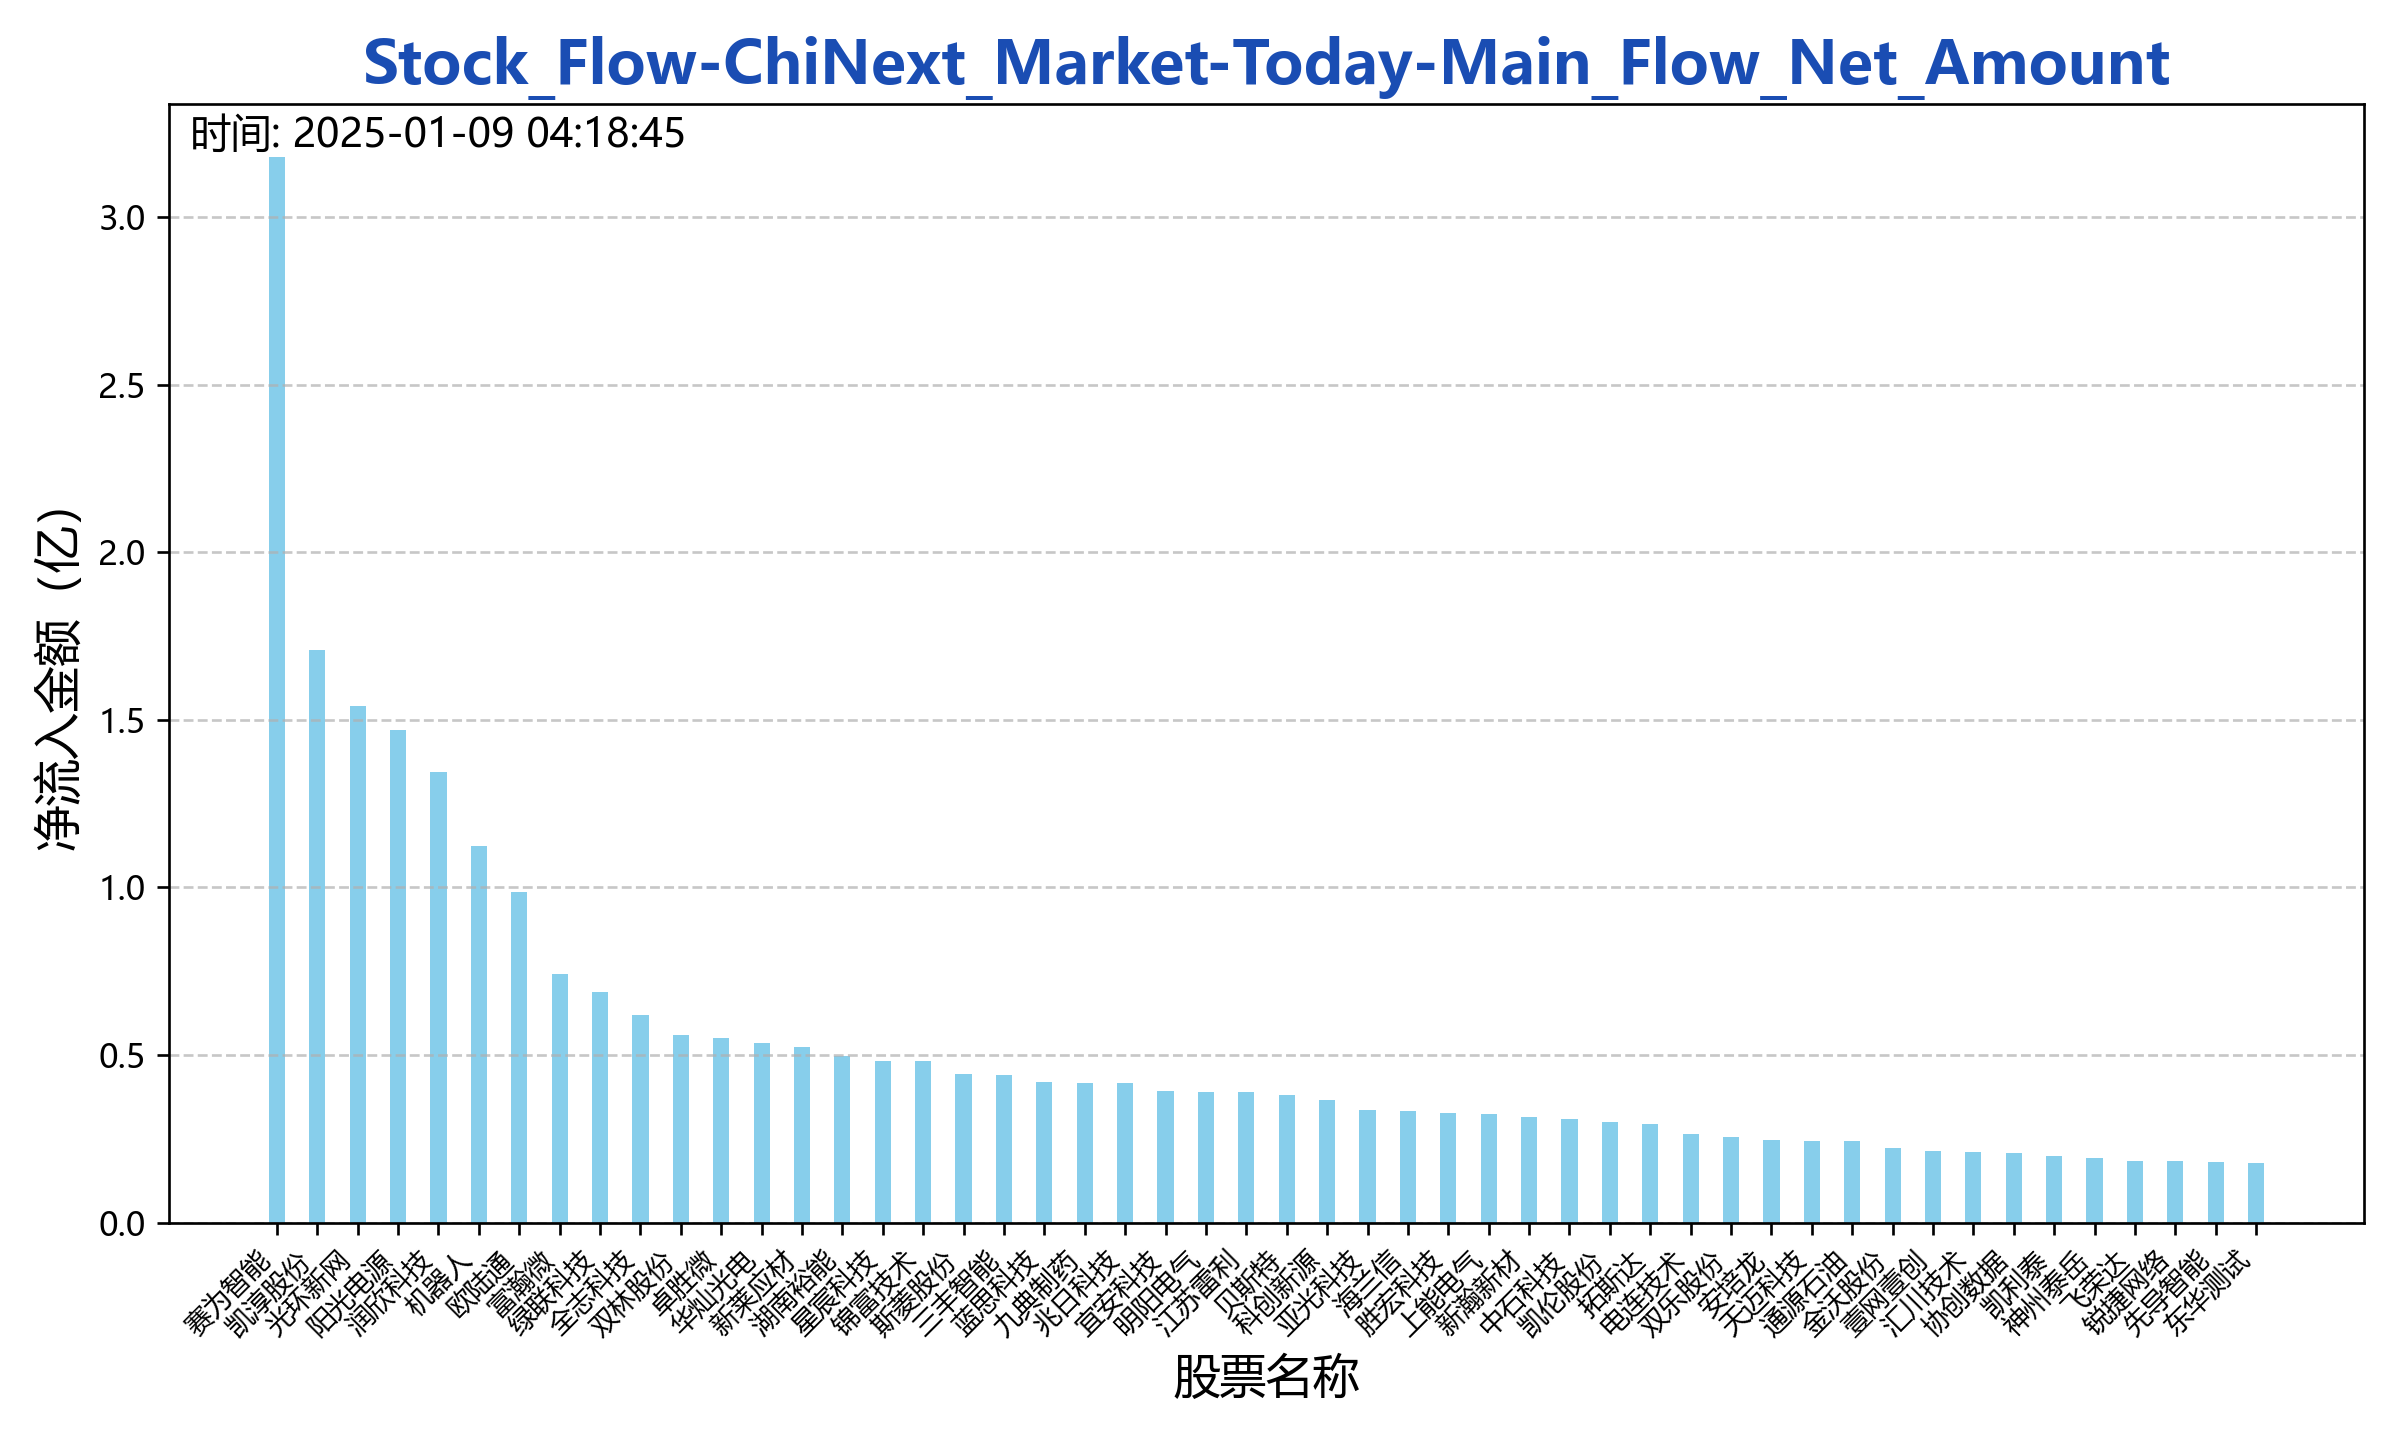 Stock_Flow-ChiNext_Market-Today-Main_Flow_Net_Amount
时间: 2025-01-09 04:18:45
净流入金额 (亿)
3.0
2.5
2.0
1.5
1.0
0.5
0.0
赛为智能
凯淳股份
光环新网
阳光电源
润欣科技
机器人
欧陆通
富瀚微
绿联科技
全志科技
双林股份
卓胜微
华灿光电
新莱应材
湖南裕能
星宸科技
锦富技术
斯菱股份
三丰智能
蓝思科技
九典制药
兆日科技
宜安科技
明阳电气
江苏雷利
贝斯特
科创新源
亚光科技
海兰信
胜宏科技
上能电气
新瀚新材
中石科技
凯伦股份
拓斯达
电连技术
双乐股份
安培龙
天迈科技
通源石油
金沃股份
壹网壹创
汇川技术
协创数据
凯利泰
神州泰岳
飞荣达
锐捷网络
先导智能
东华测试
股票名称